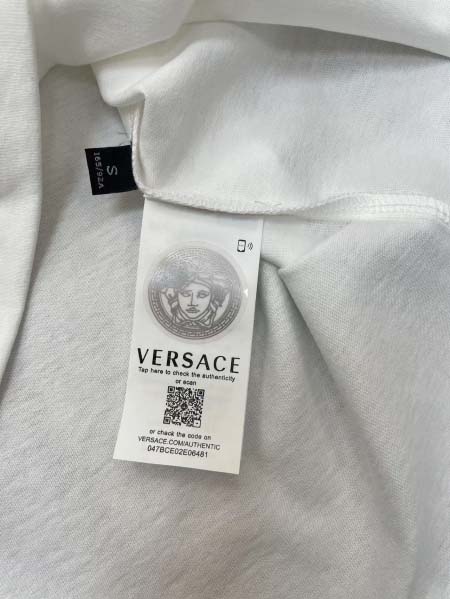 S
165/92A
VERSACE
Tap here to check the authenticity
or scan
or check the code on
VERSACE.COM/AUTHENTIC
047BCE02E06481